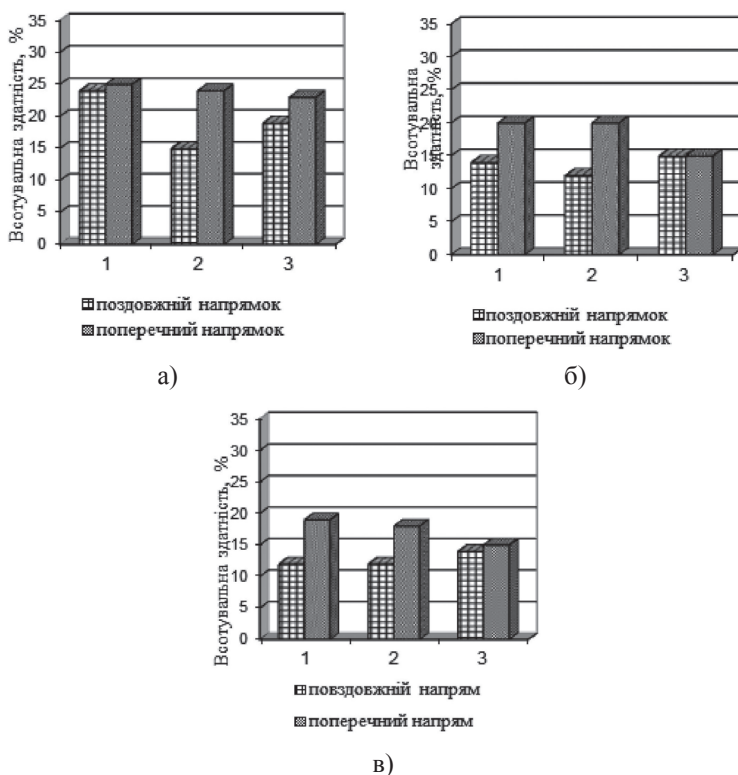 Всотувальна здатність, %
35
30
25
20
15
10
5
0
1 2 3
поздовжній напрямок
поперечний напрямок
а)
Всотувальна
здатність, %
35
30
25
20
15
10
5
0
1 2 3
поздовжній напрямок
поперечний напрямок
б)
Всотувальна здатність, %
35
30
25
20
15
10
5
0
1 2 3
повздовжній напрям
поперечний напрям
в)